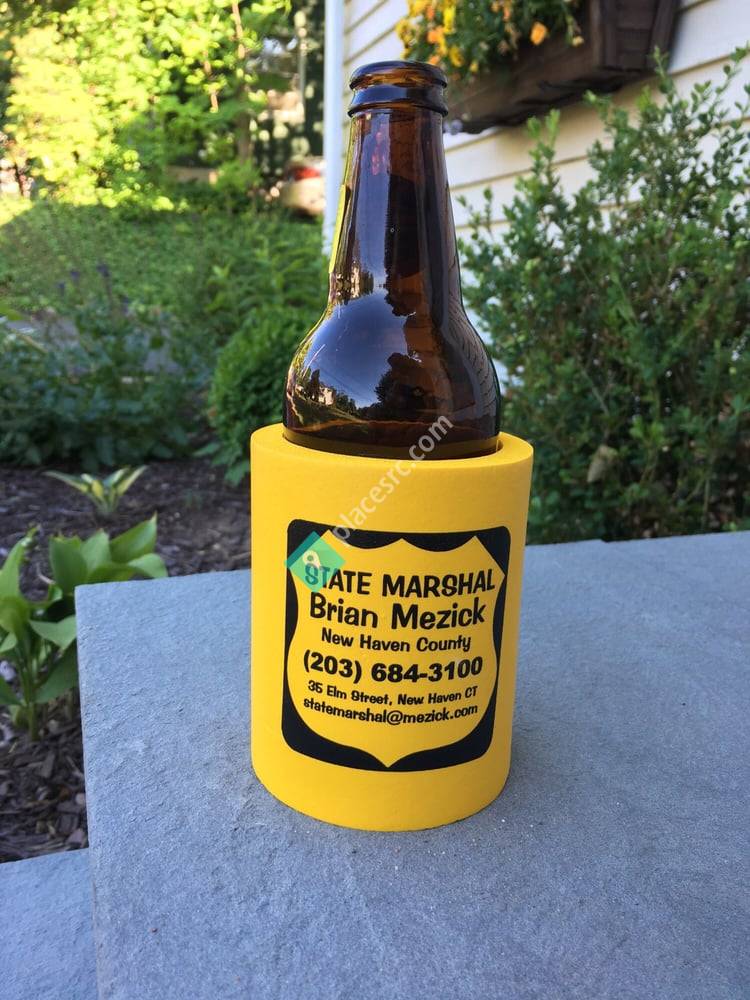 placesrc.com
STATE MARSHAL
Brian Mezick
New Haven County
(203) 684-3100
35 Elm Street, New Haven CT
statemarshal@mezick.com